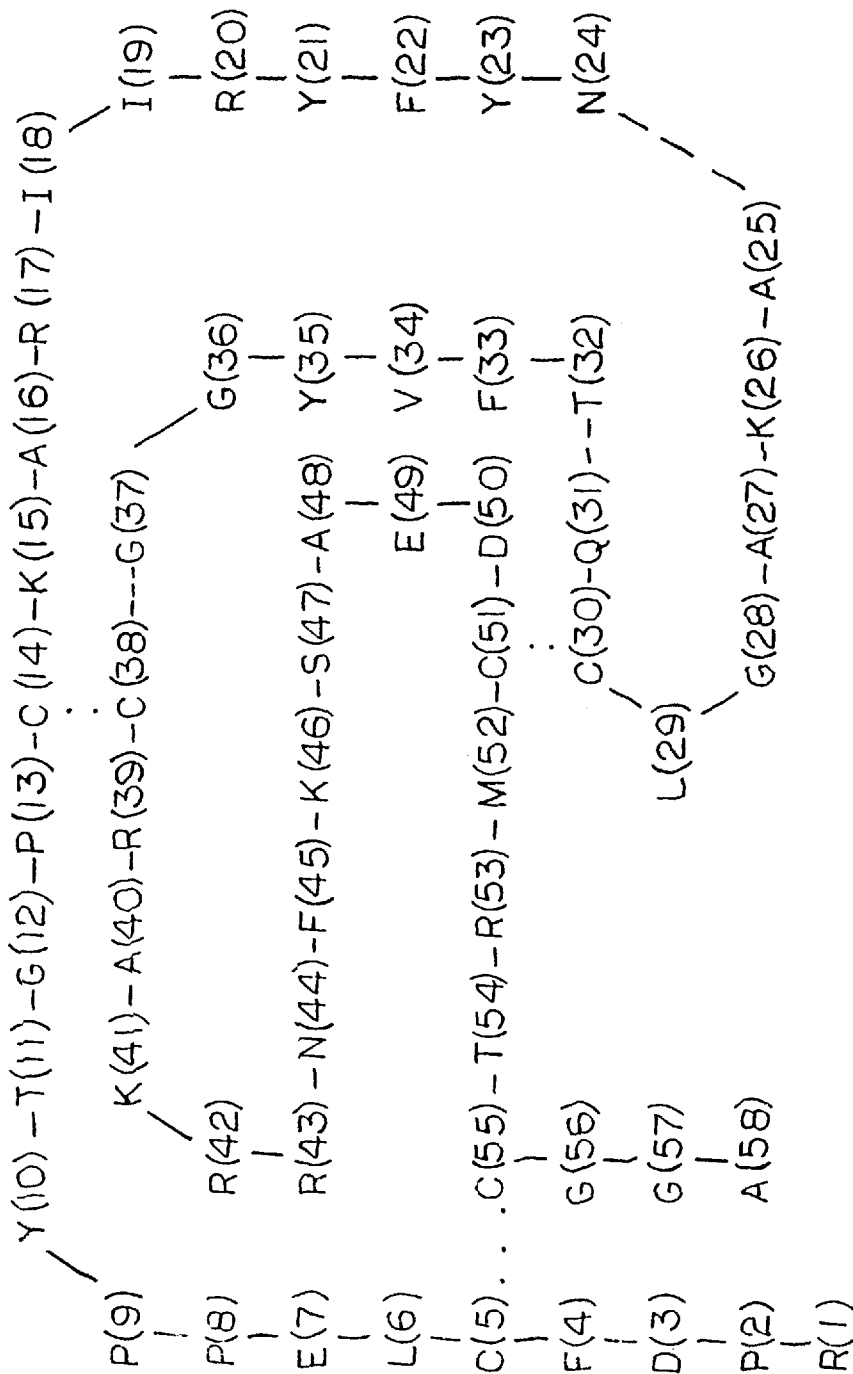 Y(10)–T(11)–G(12)–P(13)–C(14)–K(15)–A(16)–R(17)–I(18)
P(9) K(41)–A(40)–R(39)–C(38)---G(37) I(19)
P(8) R(42) G(36) R(20)
E(7) R(43)–N(44)–F(45)–K(46)–S(47)–A(48) Y(35) Y(21)
L(6) E(49) V(34) F(22)
C(5)...C(55)–T(54)–R(53)–M(52)–C(51)–D(50) F(33) Y(23)
F(4) G(56) C(30)–Q(31)--T(32) N(24)
D(3) G(57) L(29)
P(2) A(58) G(28)–A(27)–K(26)–A(25)
R(1)